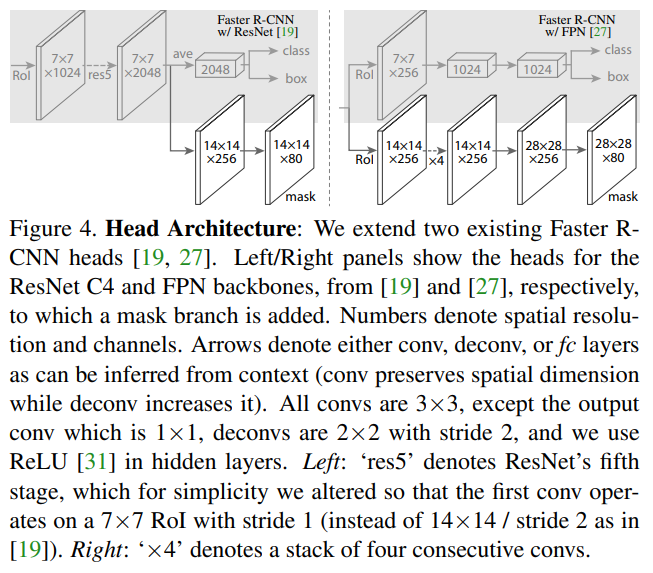 Faster R-CNN
w/ ResNet [19]
RoI
7×7
×1024
res5
7×7
×2048
ave
2048
class
box
14×14
×256
14×14
×80
mask
Faster R-CNN
w/ FPN [27]
RoI
7×7
×256
1024
1024
class
box
RoI
14×14
×256
×4
14×14
×256
28×28
×256
28×28
×80
mask
Figure 4. Head Architecture: We extend two existing Faster R-
CNN heads [19, 27]. Left/Right panels show the heads for the
ResNet C4 and FPN backbones, from [19] and [27], respectively,
to which a mask branch is added. Numbers denote spatial resolu-
tion and channels. Arrows denote either conv, deconv, or fc layers
as can be inferred from context (conv preserves spatial dimension
while deconv increases it). All convs are 3×3, except the output
conv which is 1×1, deconvs are 2×2 with stride 2, and we use
ReLU [31] in hidden layers. Left: ‘res5’ denotes ResNet’s fifth
stage, which for simplicity we altered so that the first conv oper-
ates on a 7×7 RoI with stride 1 (instead of 14×14 / stride 2 as in
[19]). Right: ‘×4’ denotes a stack of four consecutive convs.